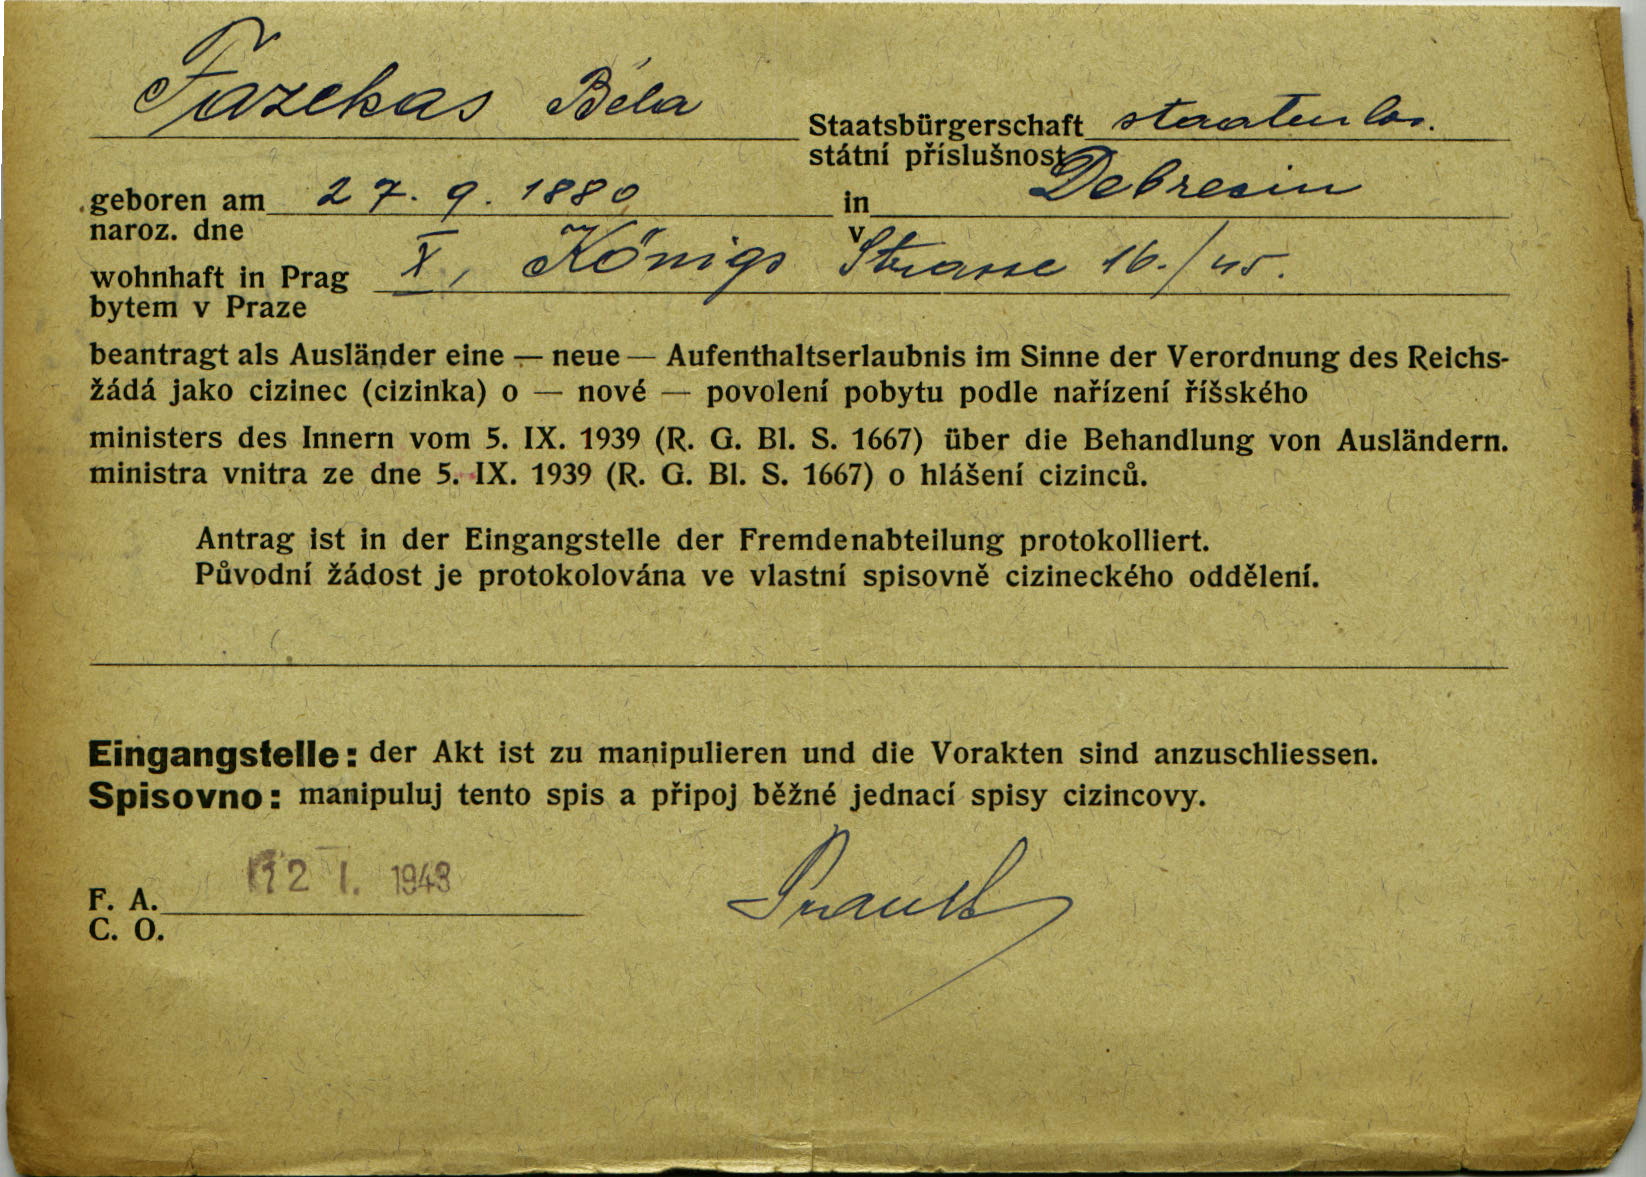 Fazekas Béla
Staatsbürgerschaft staatenlos.
státní příslušnost
geboren am 27. 9. 1880 in Debrecin
naroz. dne v
wohnhaft in Prag X, Königs Strasse 16./45.
bytem v Praze
beantragt als Ausländer eine — neue — Aufenthaltserlaubnis im Sinne der Verordnung des Reichs-
žádá jako cizinec (cizinka) o — nové — povolení pobytu podle nařízení říšského
ministers des Innern vom 5. IX. 1939 (R. G. Bl. S. 1667) über die Behandlung von Ausländern.
ministra vnitra ze dne 5. IX. 1939 (R. G. Bl. S. 1667) o hlášení cizinců.
Antrag ist in der Eingangstelle der Fremdenabteilung protokolliert.
Původní žádost je protokolována ve vlastní spisovně cizineckého oddělení.
Eingangstelle: der Akt ist zu manipulieren und die Vorakten sind anzuschliessen.
Spisovno: manipuluj tento spis a připoj běžné jednací spisy cizincovy.
F. A. 12 I. 1943
C. O.